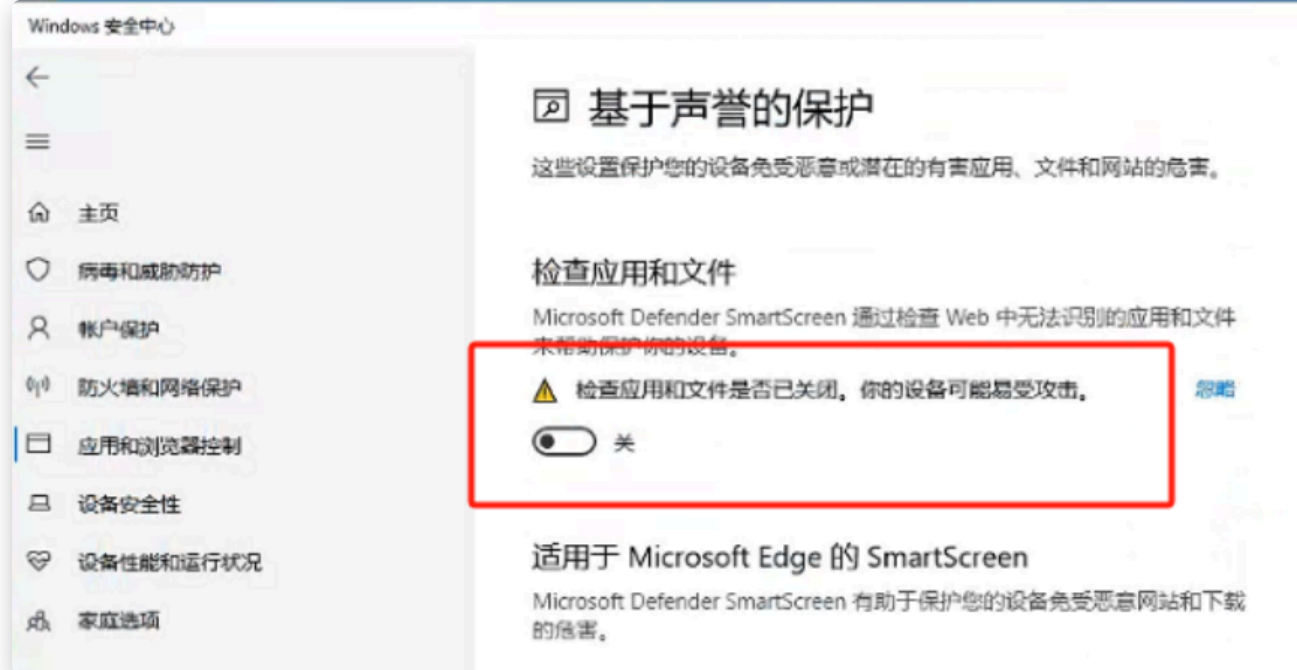 Windows 安全中心
基于声誉的保护
这些设置保护您的设备免受恶意或潜在的有害应用、文件和网站的危害。
主页
病毒和威胁防护
帐户保护
防火墙和网络保护
应用和浏览器控制
设备安全性
设备性能和运行状况
家庭选项
检查应用和文件
Microsoft Defender SmartScreen 通过检查 Web 中无法识别的应用和文件
来帮助保护你的设备。
检查应用和文件是否已关闭。你的设备可能易受攻击。
忽略
关
适用于 Microsoft Edge 的 SmartScreen
Microsoft Defender SmartScreen 有助于保护您的设备免受恶意网站和下载
的危害。